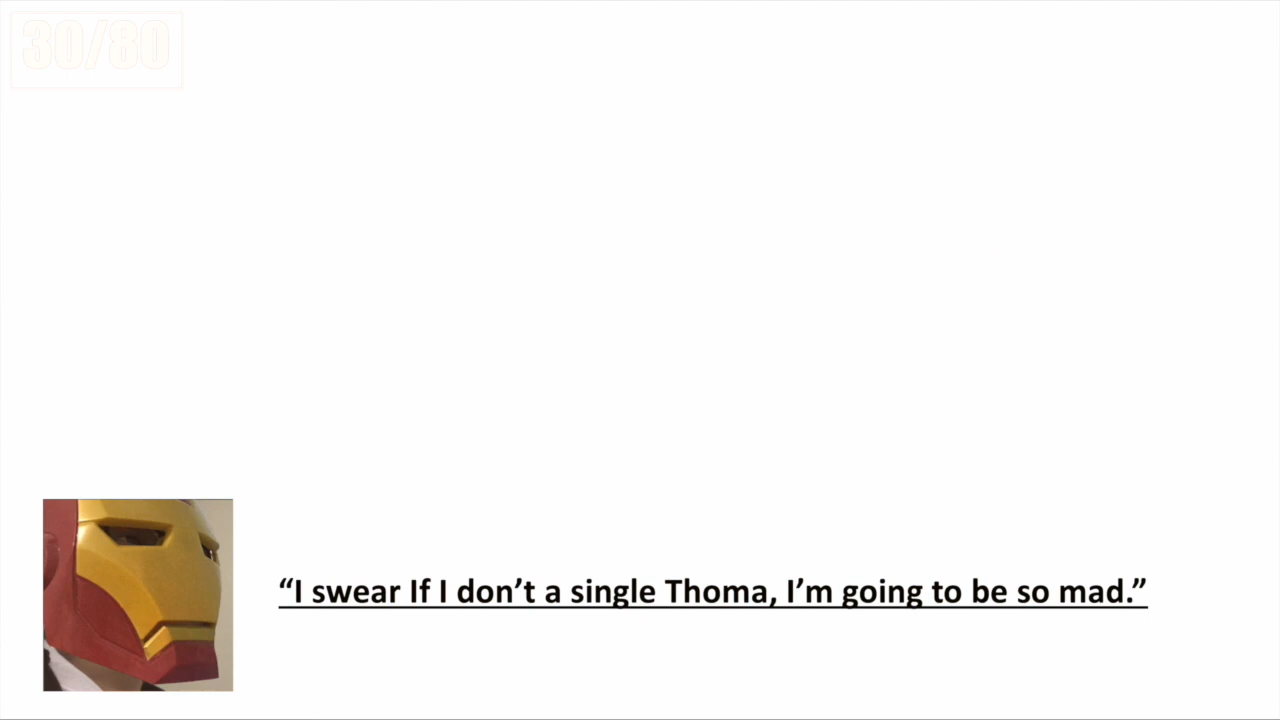 30/80
“I swear If I don’t a single Thoma, I’m going to be so mad.”